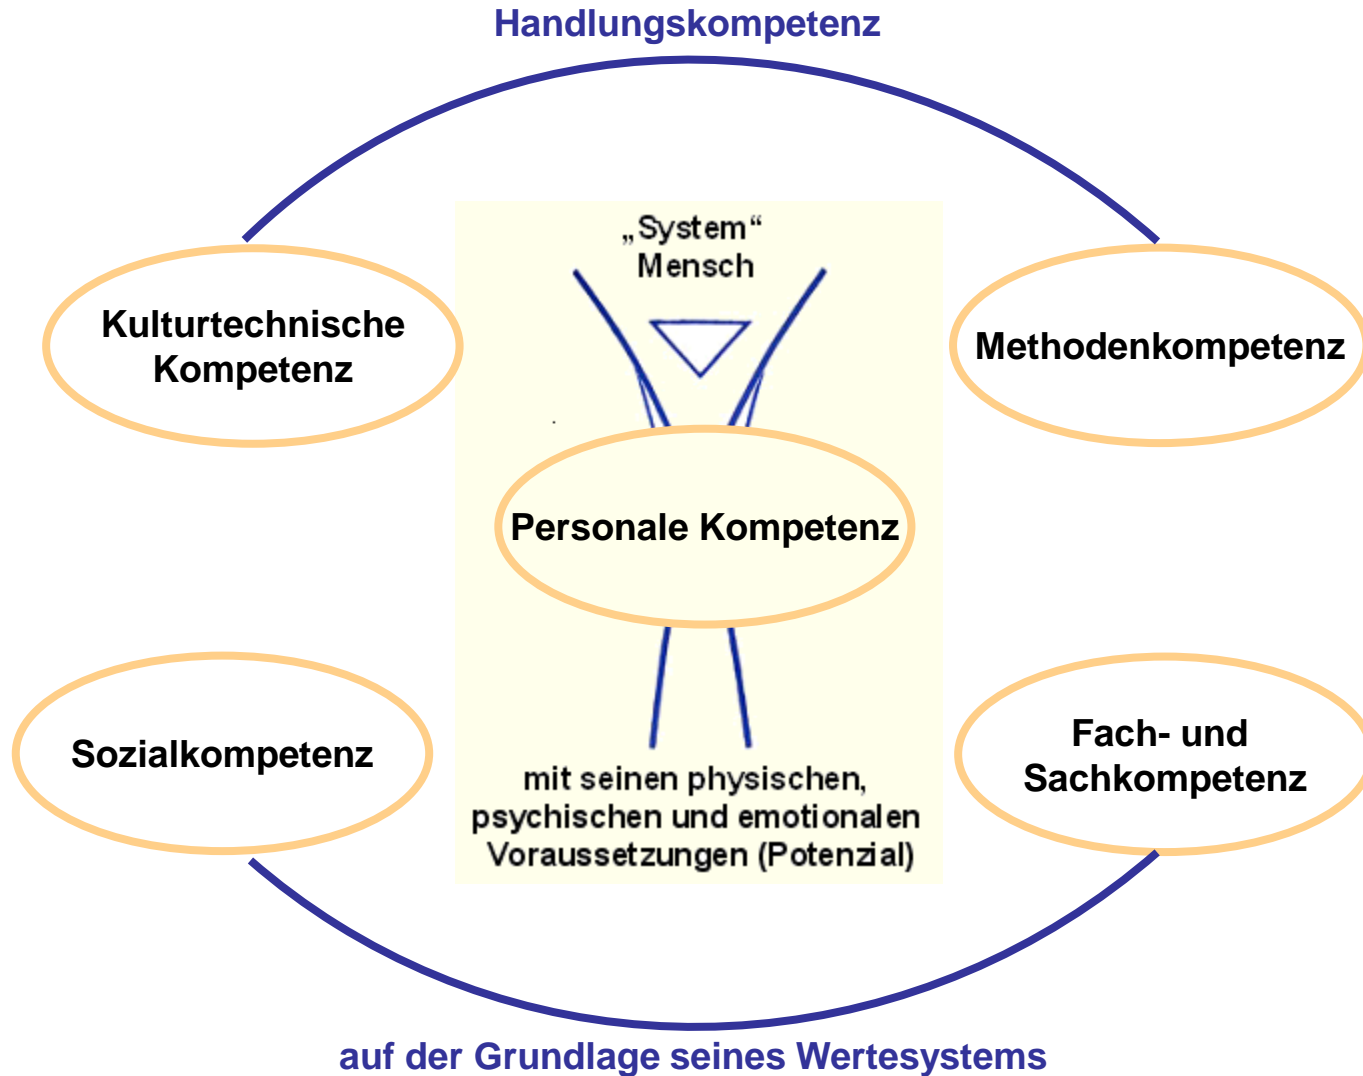 Handlungskompetenz
„System“
Mensch
Kulturtechnische
Kompetenz
Methodenkompetenz
Personale Kompetenz
Sozialkompetenz
Fach- und
Sachkompetenz
mit seinen physischen,
psychischen und emotionalen
Voraussetzungen (Potenzial)
auf der Grundlage seines Wertesystems